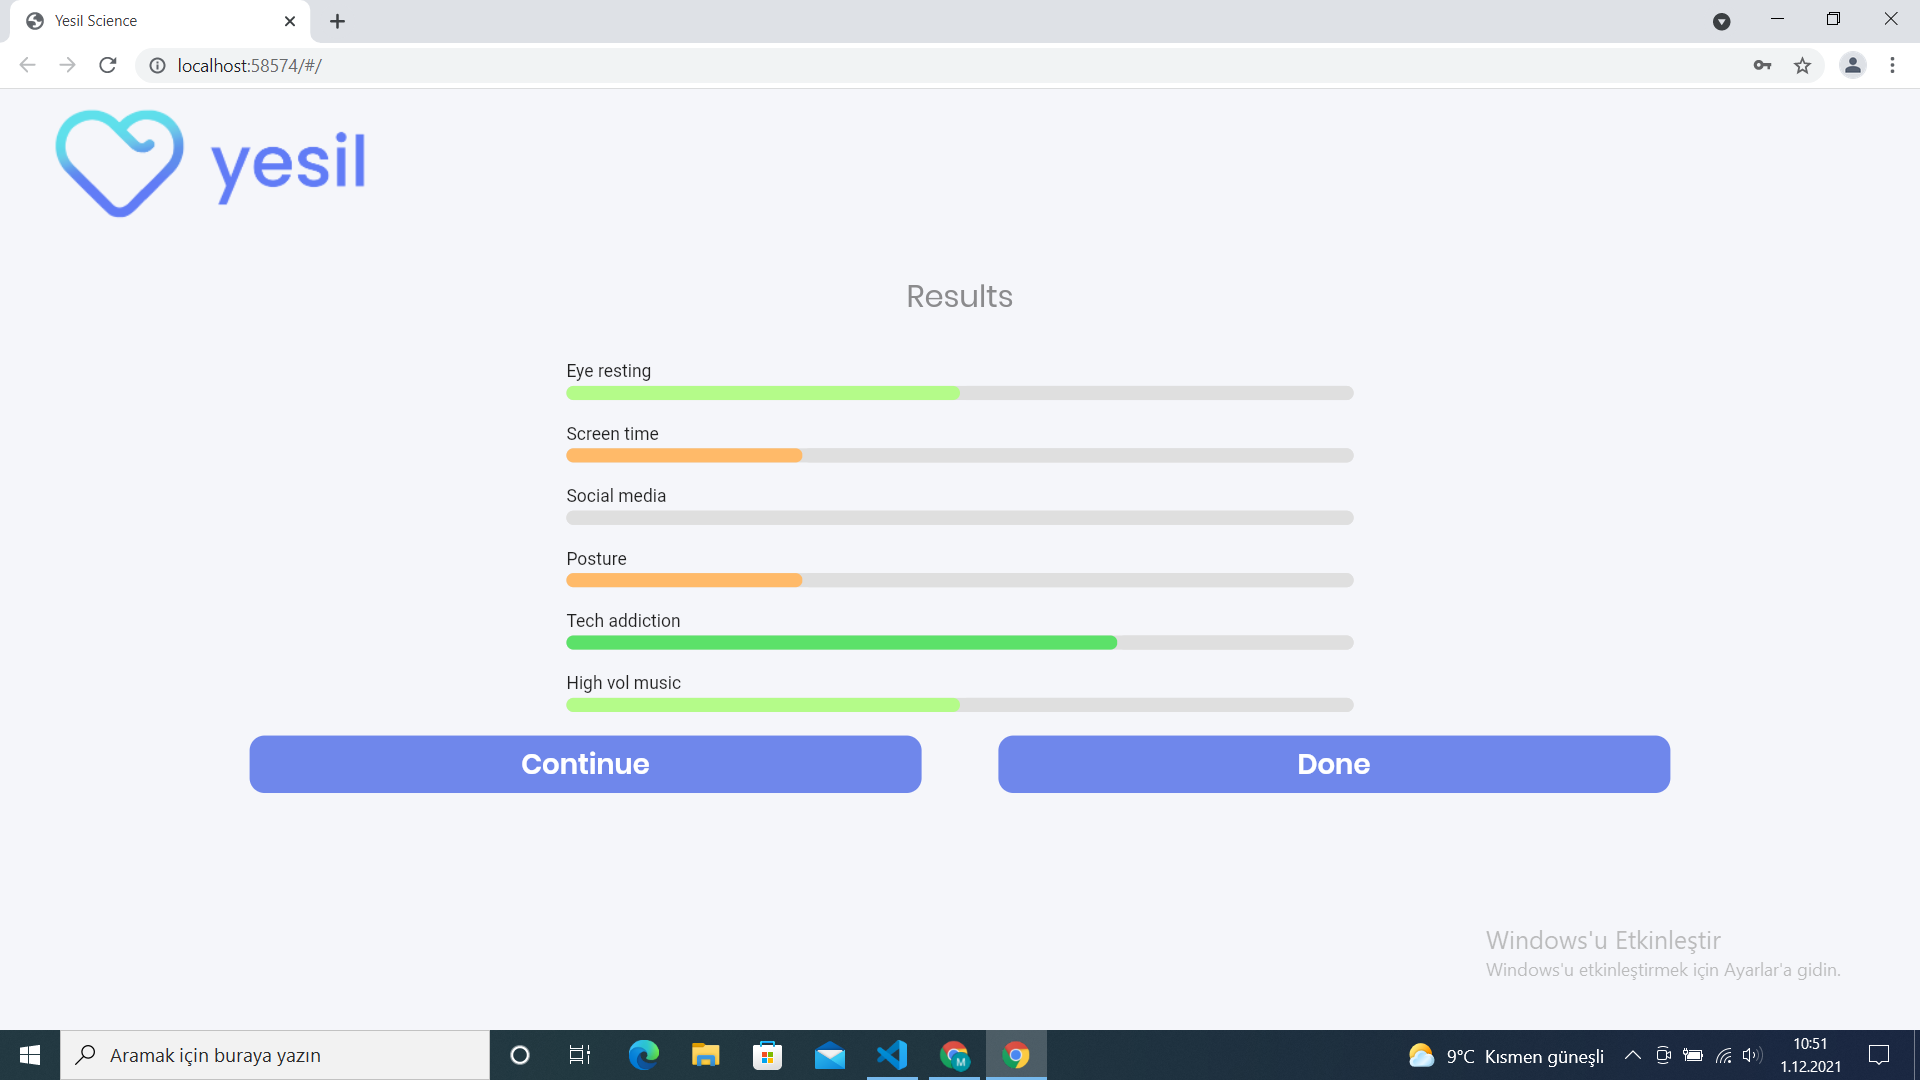 Yesil Science
localhost:58574/#/
yesil
Results
Eye resting
Screen time
Social media
Posture
Tech addiction
High vol music
Continue
Done
Windows'u Etkinleştir
Windows'u etkinleştirmek için Ayarlar'a gidin.
Aramak için buraya yazın
M
9°C Kısmen güneşli
10:51
1.12.2021